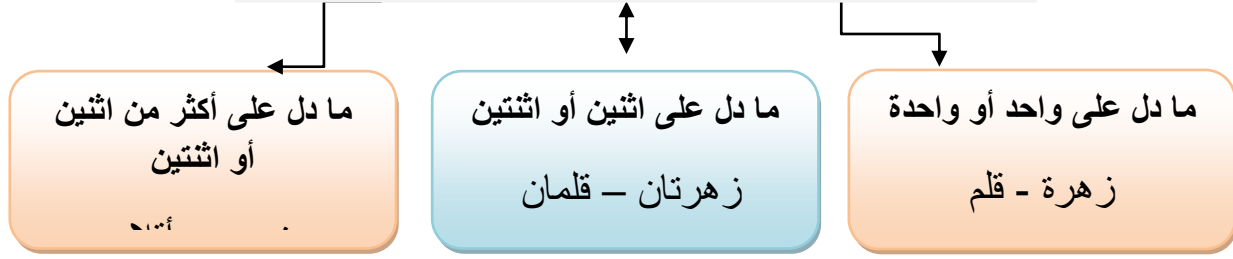 ما دل على واحد أو واحدة
زهرة - قلم
ما دل على اثنين أو اثنتين
زهرتان – قلمان
ما دل على أكثر من اثنين
أو اثنتين